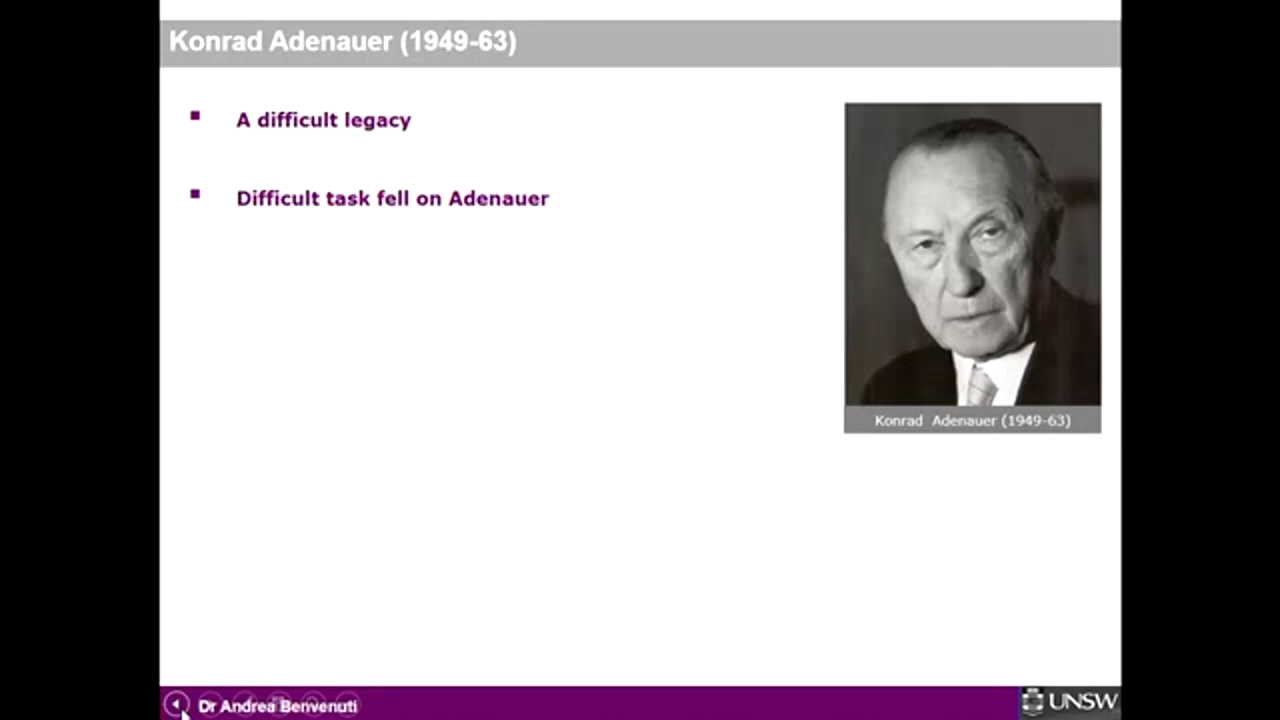 Konrad Adenauer (1949-63)
A difficult legacy
Difficult task fell on Adenauer
Konrad Adenauer (1949-63)
Dr Andrea Benvenuti
UNSW